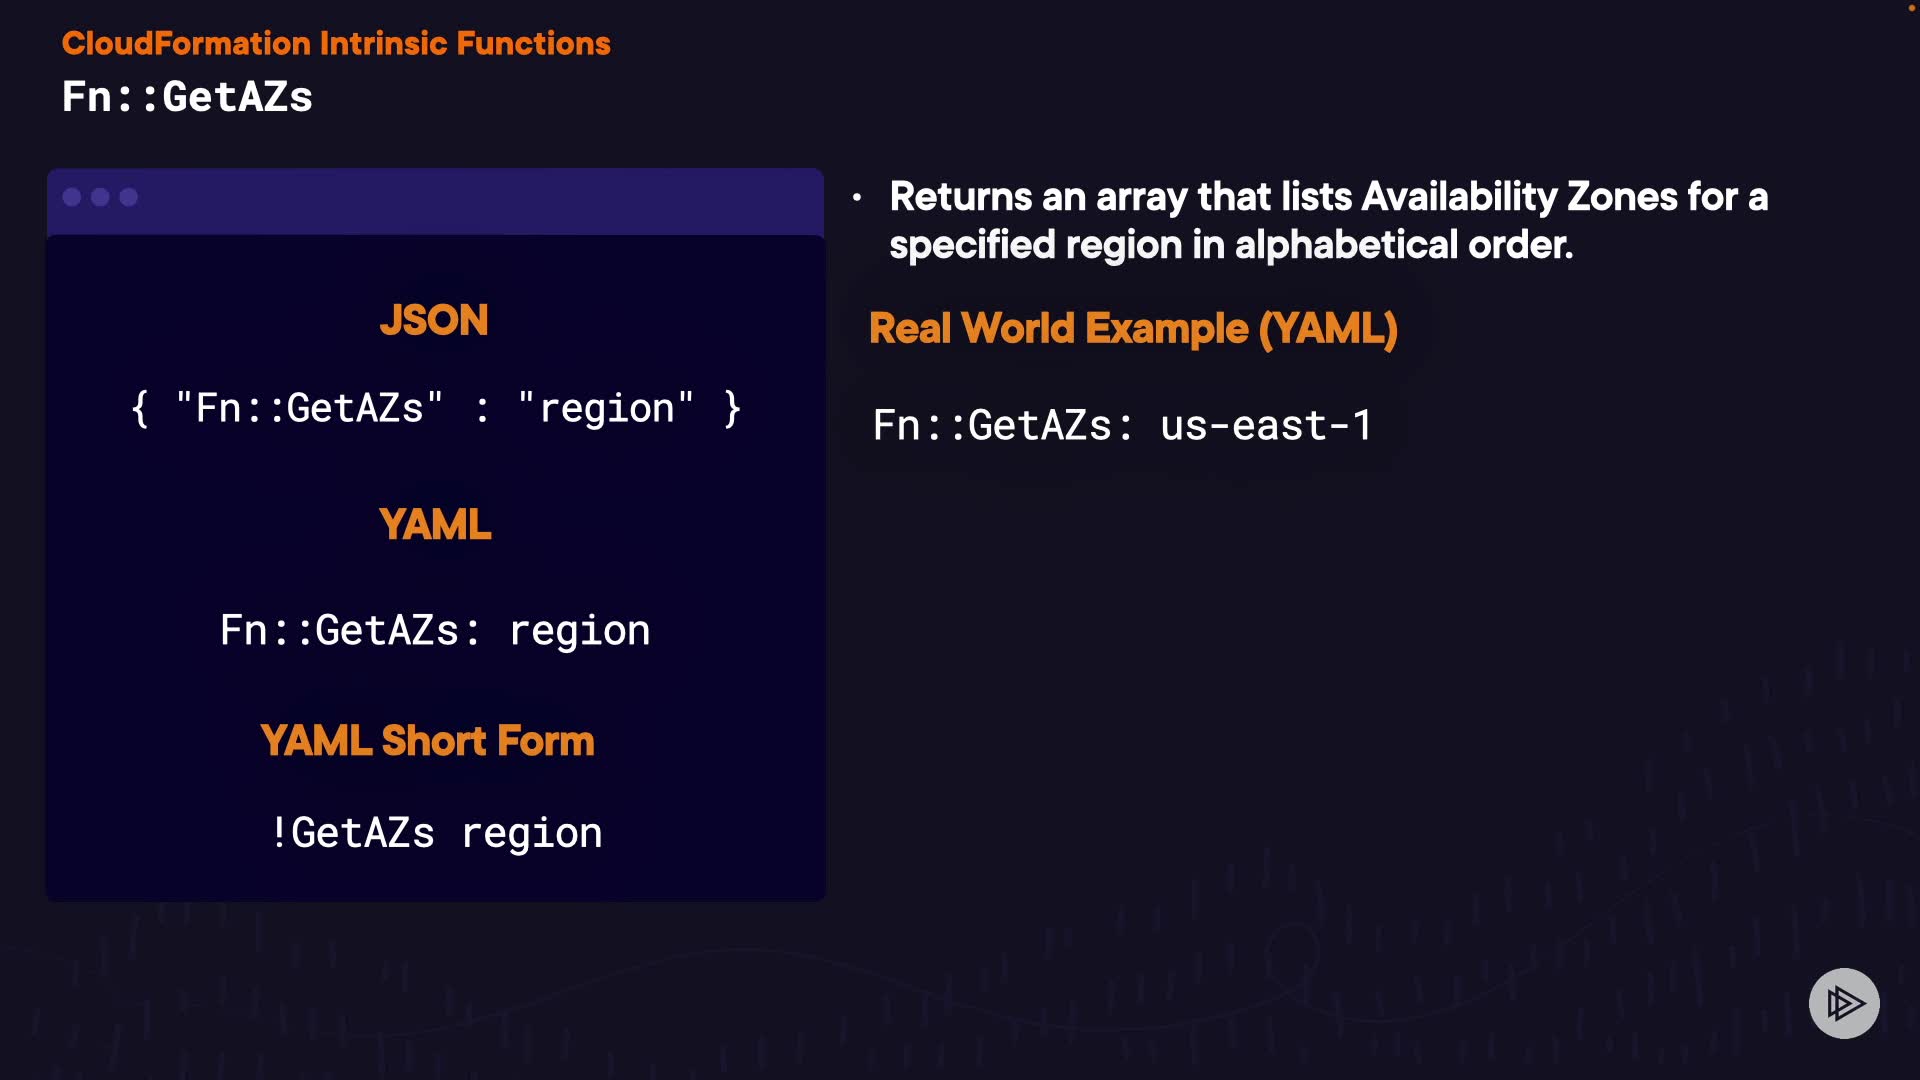 CloudFormation Intrinsic Functions
Fn::GetAZs
JSON
{ "Fn::GetAZs" : "region" }
YAML
Fn::GetAZs: region
YAML Short Form
!GetAZs region
• Returns an array that lists Availability Zones for a
specified region in alphabetical order.
Real World Example (YAML)
Fn::GetAZs: us-east-1